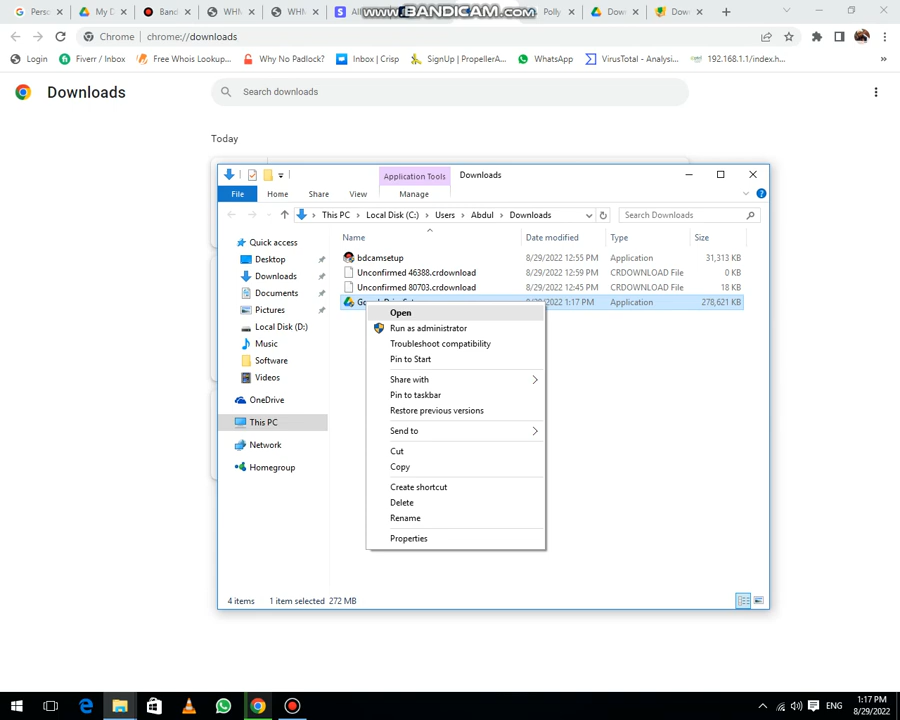 Pers
My D
Band
WHM
WHM
All
www.BANDICAM.com
Polly
Dow
Dow
Chrome | chrome://downloads
Login
Fiverr / Inbox
Free Whois Lookup...
Why No Padlock?
Inbox | Crisp
SignUp | PropellerA...
WhatsApp
VirusTotal - Analysi...
192.168.1.1/index.h...
»
Downloads
Search downloads
Today
Application Tools
Downloads
File
Home
Share
View
Manage
This PC > Local Disk (C:) > Users > Abdul > Downloads
Search Downloads
Name
Date modified
Type
Size
Quick access
Desktop
Downloads
Documents
Pictures
Local Disk (D:)
Music
Software
Videos
OneDrive
This PC
Network
Homegroup
bdcamsetup 8/29/2022 12:55 PM Application 31,313 KB
Unconfirmed 46388.crdownload 8/29/2022 12:59 PM CRDOWNLOAD File 0 KB
Unconfirmed 80703.crdownload 8/29/2022 12:45 PM CRDOWNLOAD File 18 KB
8/29/2022 1:17 PM Application 278,621 KB
Open
Run as administrator
Troubleshoot compatibility
Pin to Start
Share with
Pin to taskbar
Restore previous versions
Send to
Cut
Copy
Create shortcut
Delete
Rename
Properties
4 items 1 item selected 272 MB
ENG
1:17 PM
8/29/2022